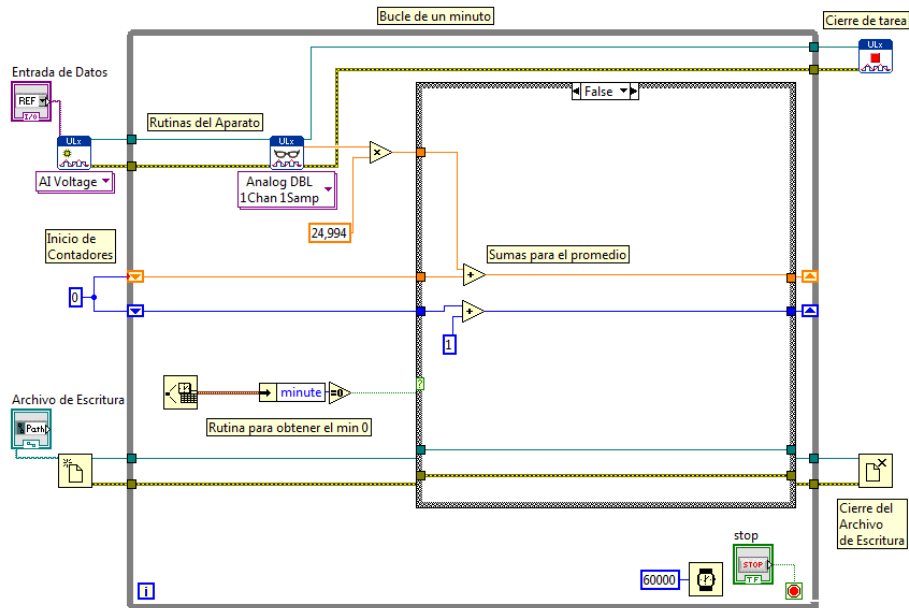 Bucle de un minuto
Cierre de tarea
ULx
Entrada de Datos
REF
I/O
False
Rutinas del Aparato
ULx
ULx
AI Voltage
Analog DBL
1Chan 1Samp
x
24,994
Inicio de
Contadores
Sumas para el promedio
+
0
+
1
?
minute
=0
Archivo de Escritura
Path
Rutina para obtener el min 0
Cierre del
Archivo
de Escritura
stop
STOP
TF
60000
i